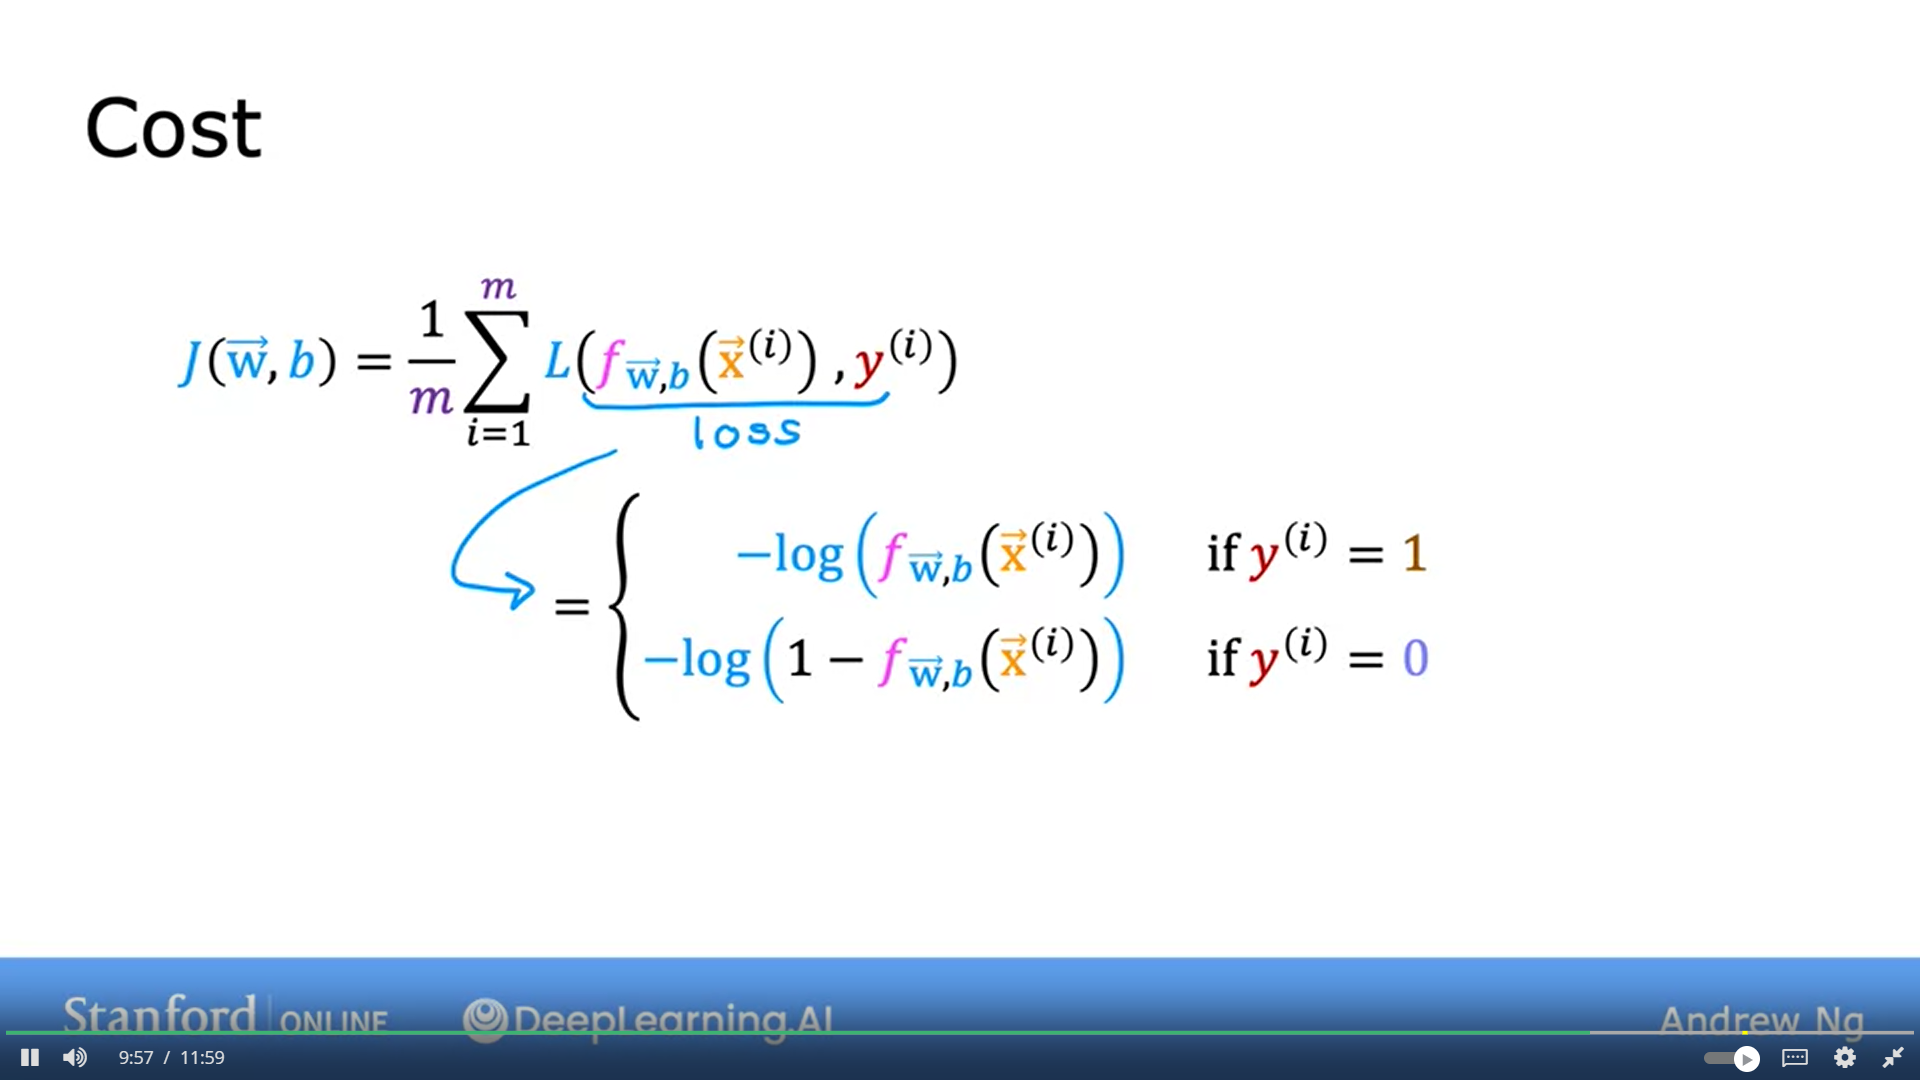 Cost
J(w⃗, b) = 1/m ∑_{i=1}^{m} L(f_{w⃗,b}(x⃗^{(i)}), y^{(i)})
loss
= { −log(f_{w⃗,b}(x⃗^{(i)})) if y^{(i)} = 1
−log(1 − f_{w⃗,b}(x⃗^{(i)})) if y^{(i)} = 0
Stanford | ONLINE DeepLearning.AI Andrew Ng
9:57 / 11:59